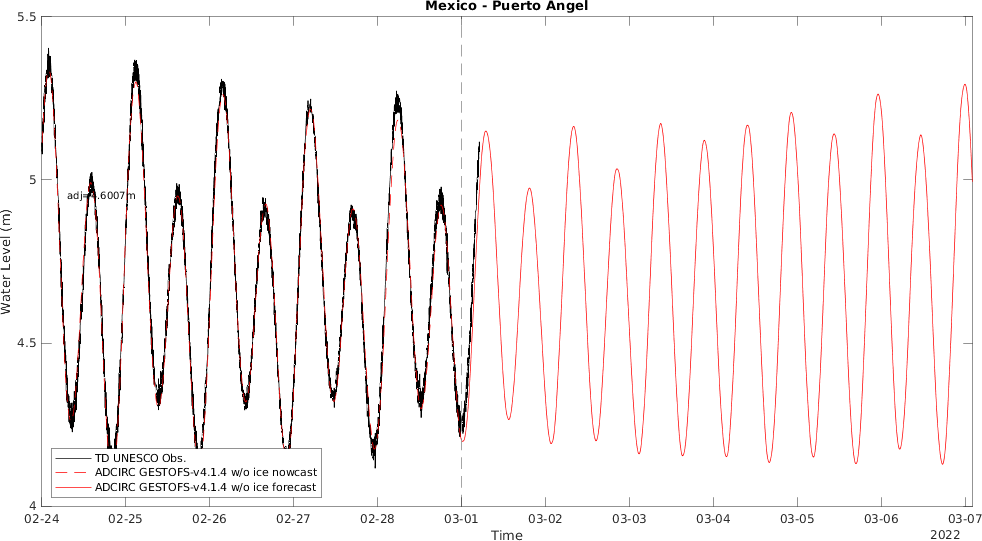 Mexico - Puerto Angel
5.5
5
4.5
4
Water Level (m)
TD UNESCO Obs.
ADCIRC GESTOFS-v4.1.4 w/o ice nowcast
ADCIRC GESTOFS-v4.1.4 w/o ice forecast
02-24 02-25 02-26 02-27 02-28 03-01 03-02 03-03 03-04 03-05 03-06 03-07
Time
2022